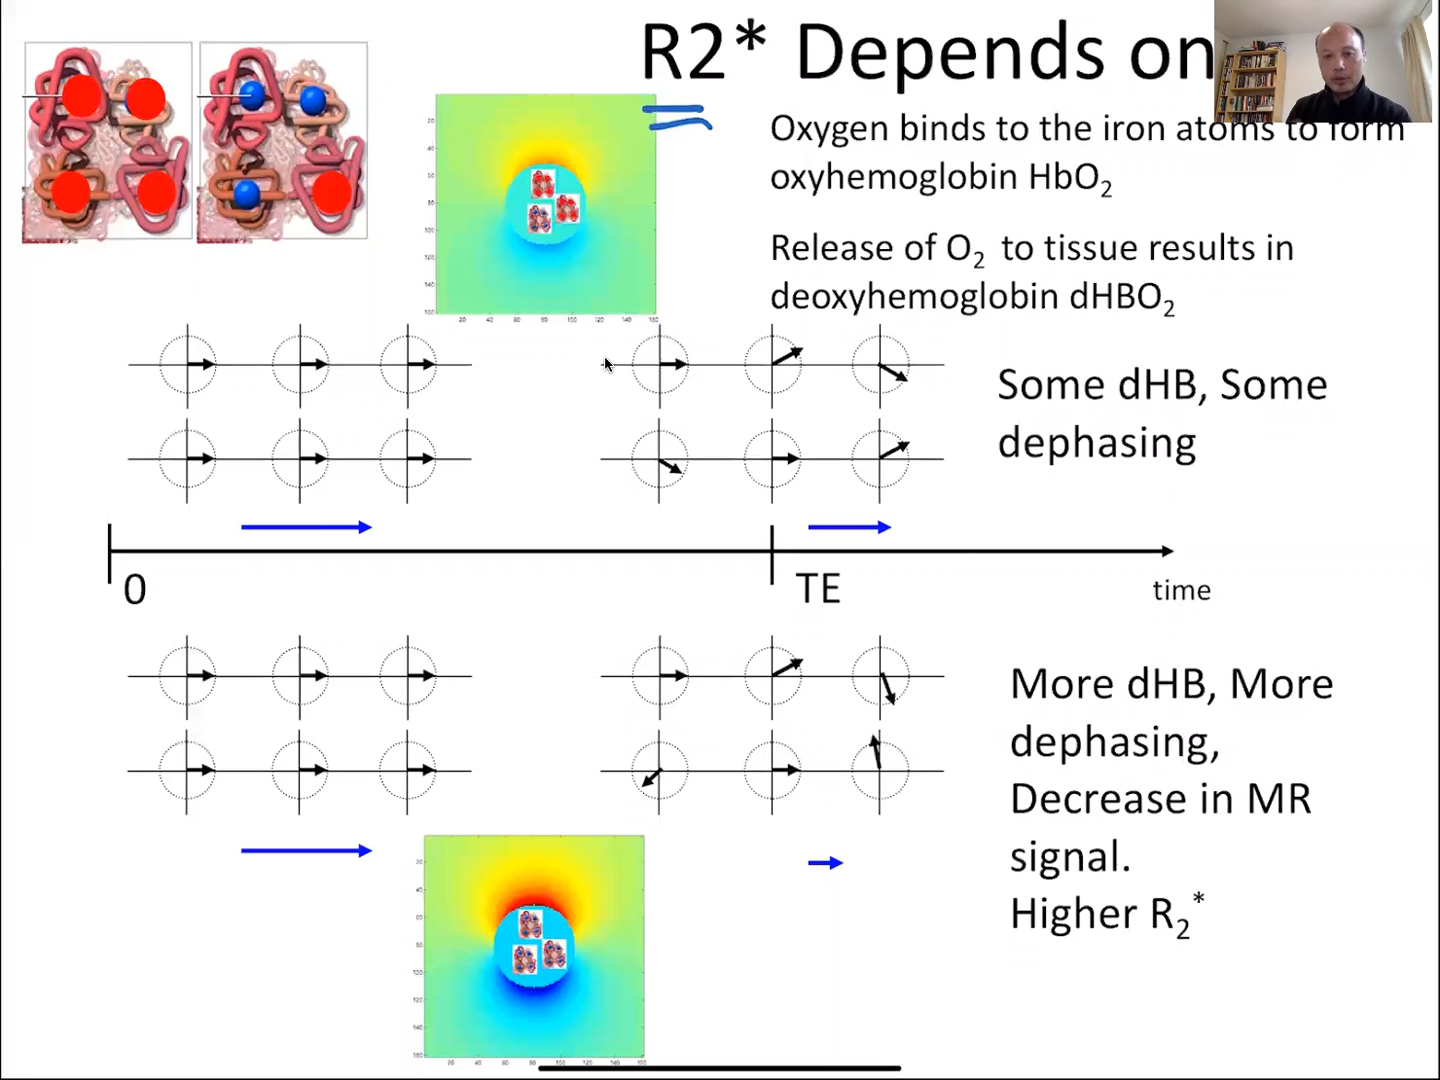 R2* Depends on
Oxygen binds to the iron atoms to form
oxyhemoglobin HbO2
Release of O2 to tissue results in
deoxyhemoglobin dHBO2
Some dHB, Some
dephasing
0
TE
time
More dHB, More
dephasing,
Decrease in MR
signal.
Higher R2*